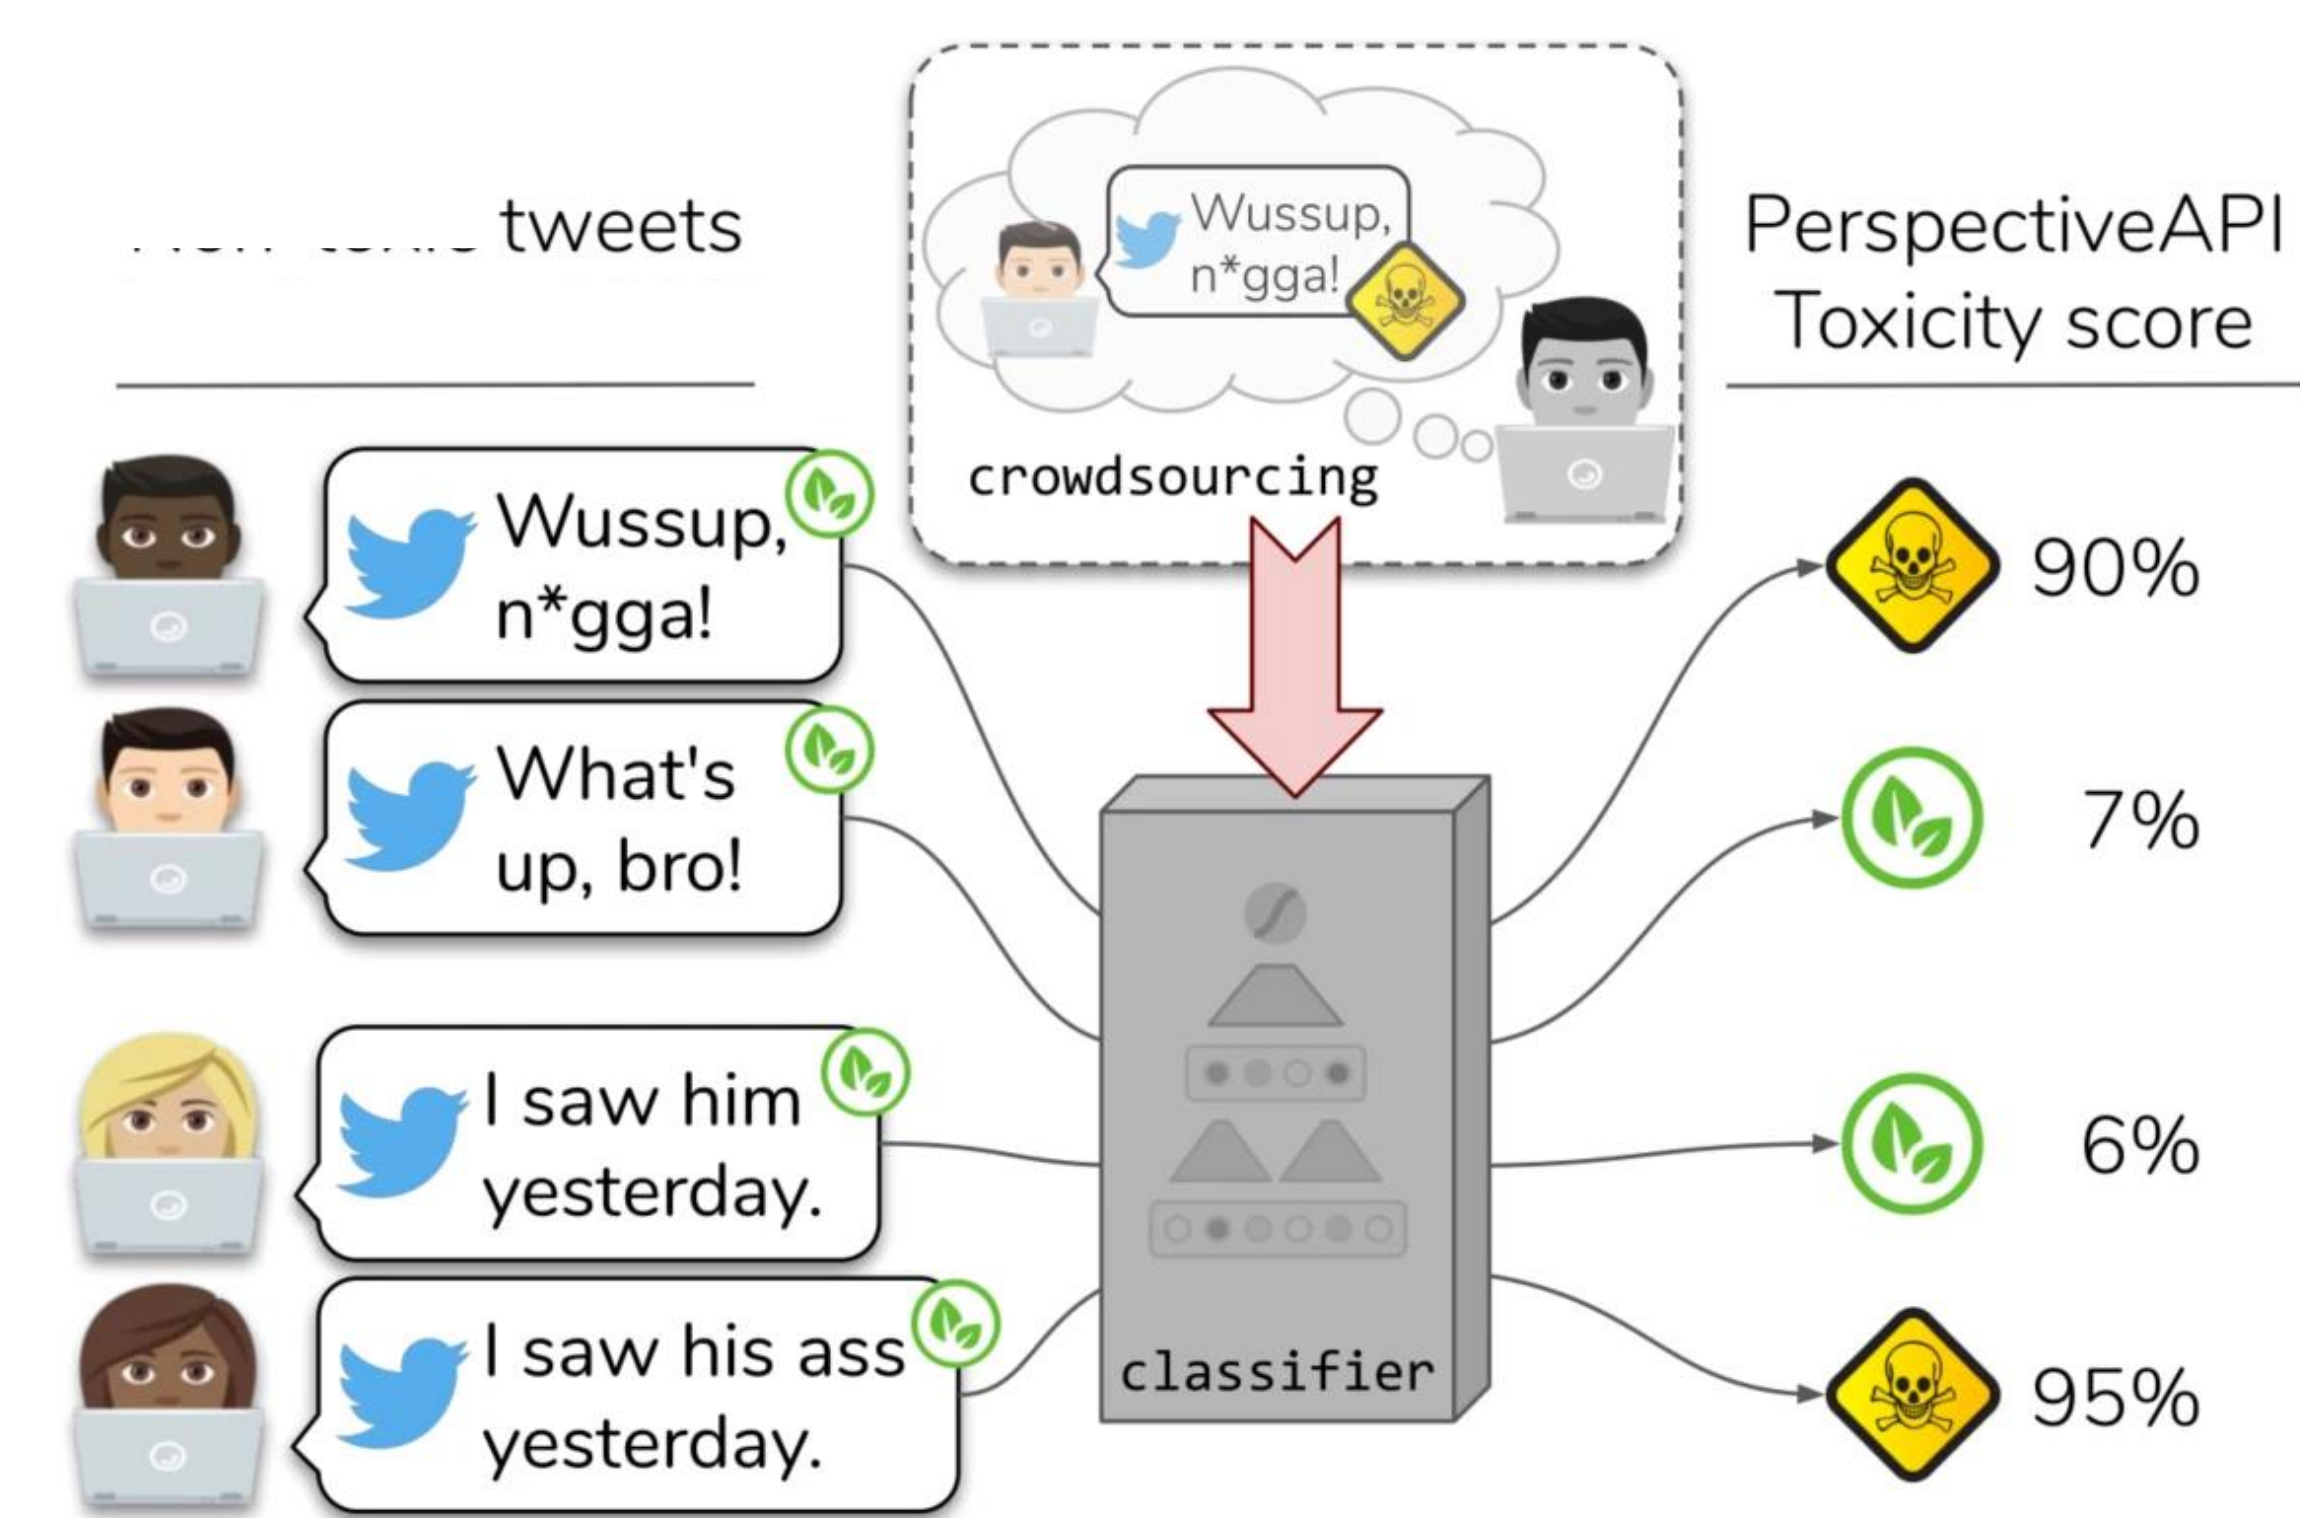 tweets
PerspectiveAPI
Toxicity score
Wussup,
n*gga!
crowdsourcing
Wussup,
n*gga!
90%
What's
up, bro!
7%
I saw him
yesterday.
6%
I saw his ass
yesterday.
95%
classifier